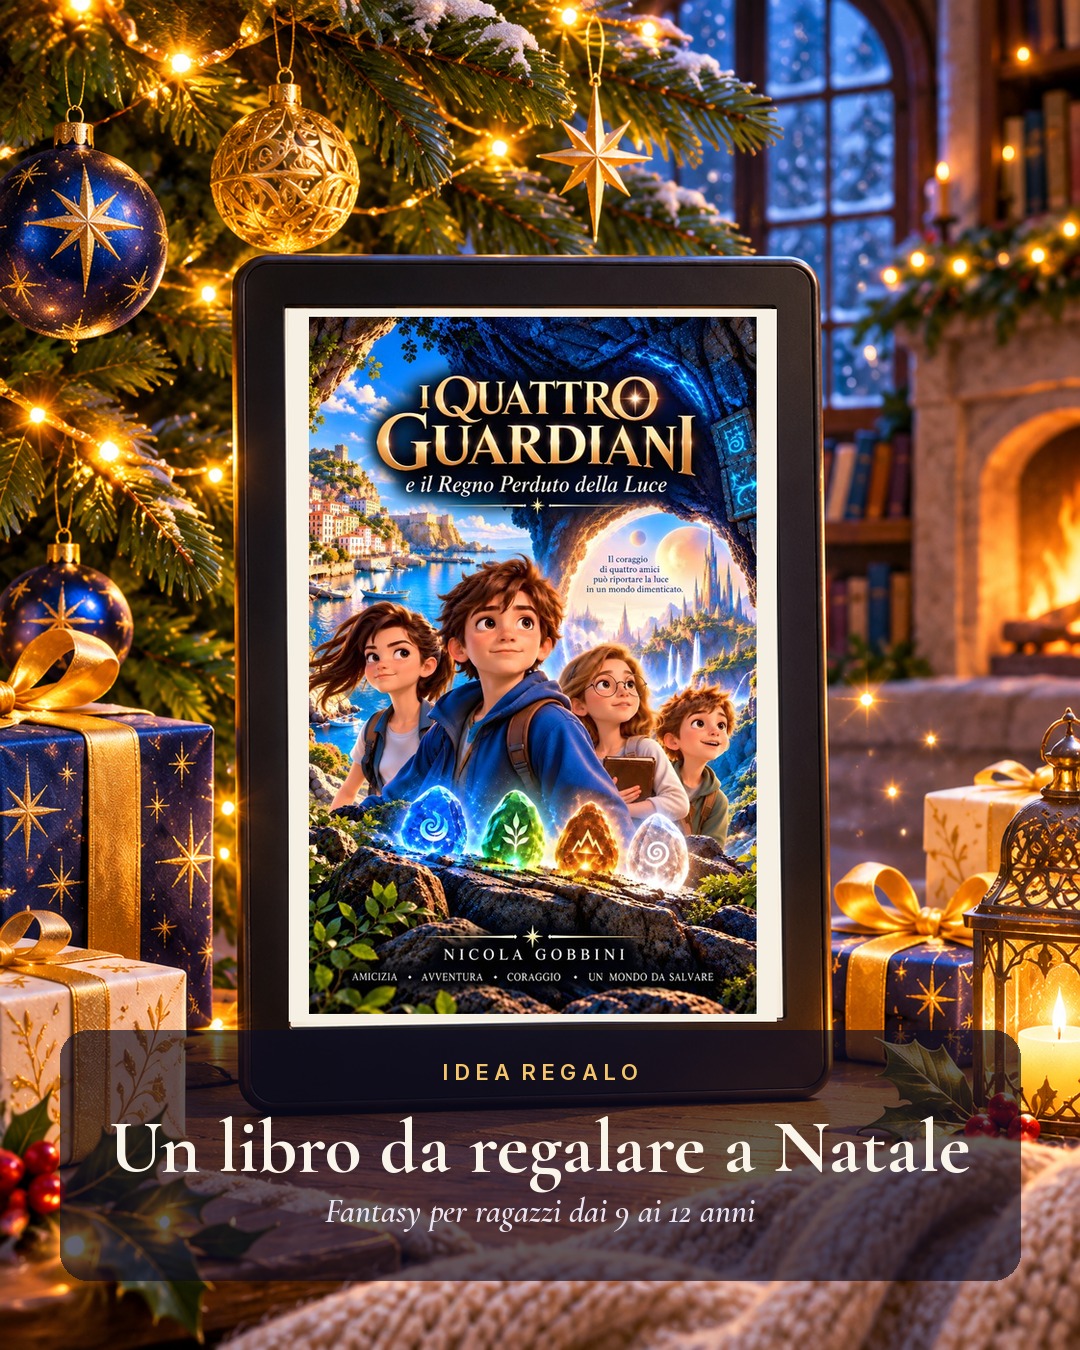 I QUATTRO
GUARDIANI
e il Regno Perduto della Luce
Il coraggio
di quattro amici
può riportare la luce
in un mondo dimenticato.
NICOLA GOBBINI
AMICIZIA • AVVENTURA • CORAGGIO • UN MONDO DA SALVARE
IDEA REGALO
Un libro da regalare a Natale
Fantasy per ragazzi dai 9 ai 12 anni